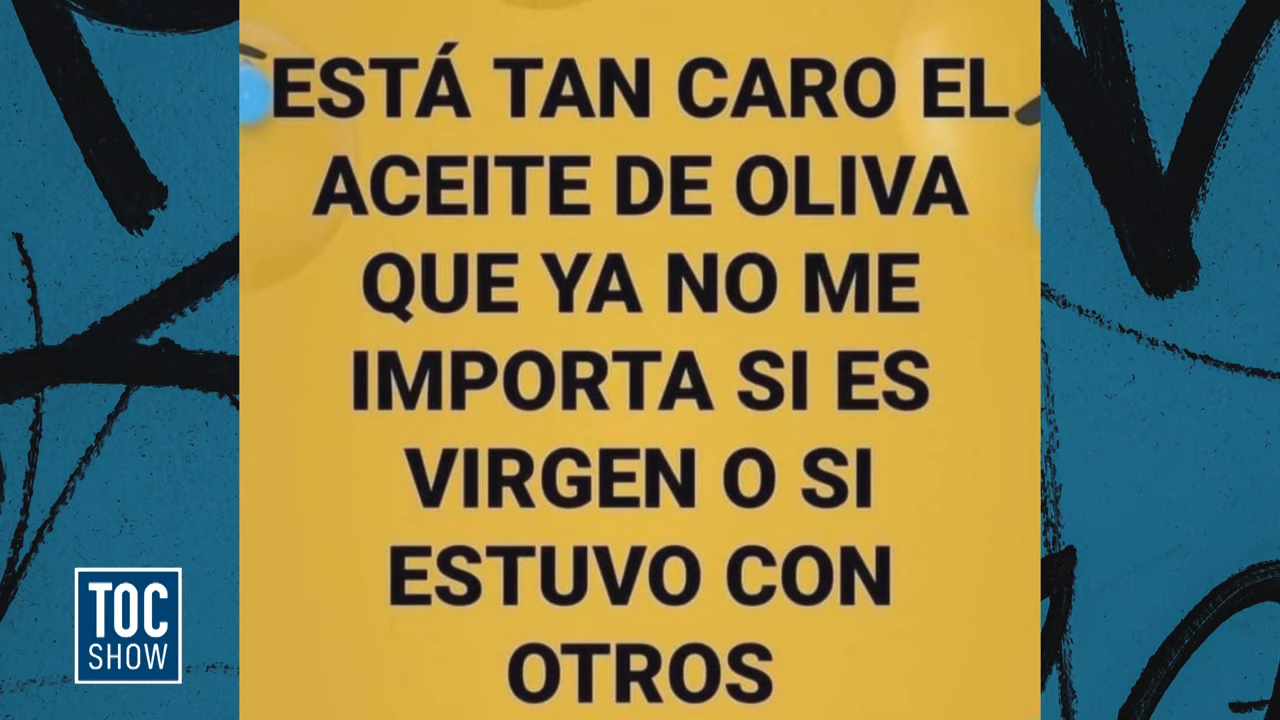 ESTÁ TAN CARO EL
ACEITE DE OLIVA
QUE YA NO ME
IMPORTA SI ES
VIRGEN O SI
ESTUVO CON
OTROS
TOC
SHOW